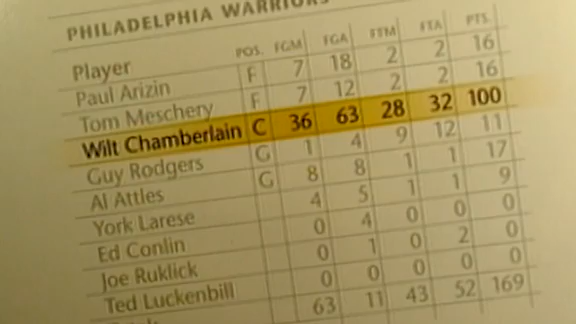 PHILADELPHIA WARRIORS
Player POS. FGM FGA FTM FTA PTS.
Paul Arizin F 7 18 2 2 16
Tom Meschery F 7 12 2 2 16
Wilt Chamberlain C 36 63 28 32 100
Guy Rodgers G 1 4 9 12 11
Al Attles G 8 8 1 1 17
York Larese 4 5 1 1 9
Ed Conlin 0 4 0 0 0
Joe Ruklick 0 1 0 2 0
Ted Luckenbill 0 0 0 0 0
63 11 43 52 169